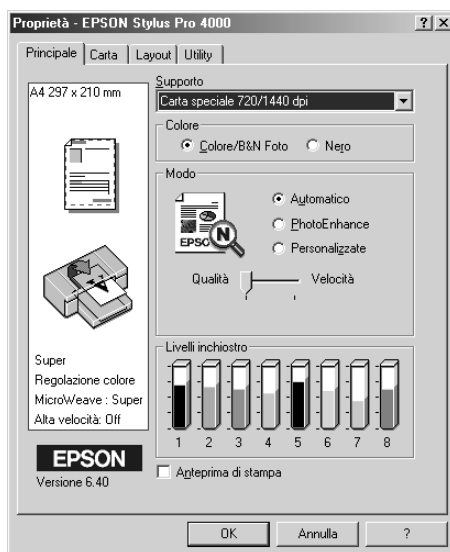 Proprietà - EPSON Stylus Pro 4000
Principale Carta Layout Utility
A4 297 x 210 mm
Supporto
Carta speciale 720/1440 dpi
Colore
Colore/B&N Foto Nero
Modo
Automatico
PhotoEnhance
Personalizzate
EPSO N
Qualità Velocità
Super
Regolazione colore
MicroWeave : Super
Alta velocità: Off
Livelli inchiostro
1 2 3 4 5 6 7 8
EPSON
Versione 6.40
Anteprima di stampa
OK Annulla ?